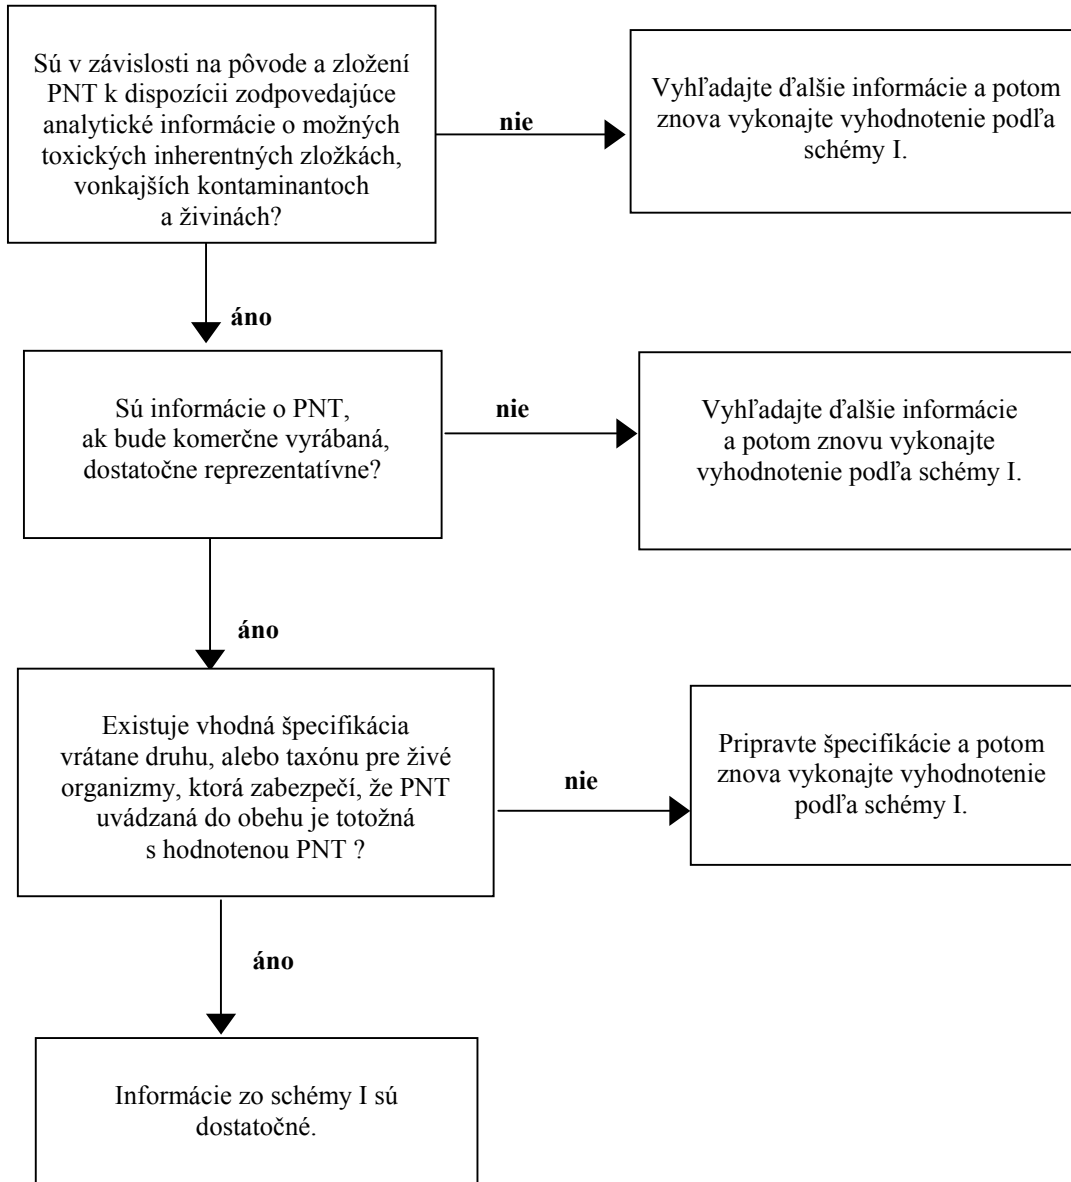 Sú v závislosti na pôvode a zložení
PNT k dispozícii zodpovedajúce
analytické informácie o možných
toxických inherentných zložkách,
vonkajších kontaminantoch
a živinách?
nie
Vyhľadajte ďalšie informácie a potom
znova vykonajte vyhodnotenie podľa
schémy I.
áno
Sú informácie o PNT,
ak bude komerčne vyrábaná,
dostatočne reprezentatívne?
nie
Vyhľadajte ďalšie informácie
a potom znovu vykonajte
vyhodnotenie podľa schémy I.
áno
Existuje vhodná špecifikácia
vrátane druhu, alebo taxónu pre živé
organizmy, ktorá zabezpečí, že PNT
uvádzaná do obehu je totožná
s hodnotenou PNT ?
nie
Pripravte špecifikácie a potom
znova vykonajte vyhodnotenie
podľa schémy I.
áno
Informácie zo schémy I sú
dostatočné.